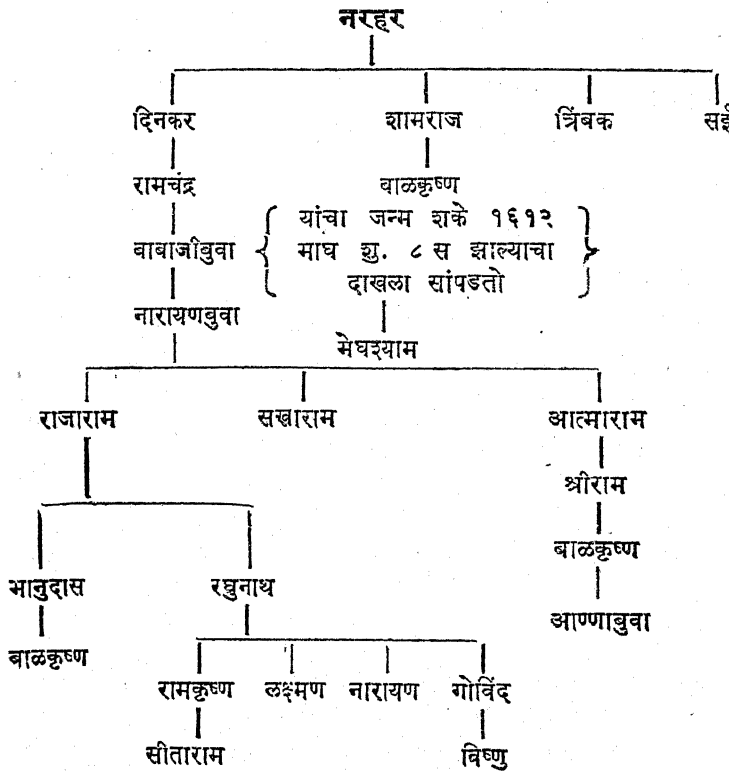 नरहर
दिनकर शामराज त्रिंबक सई
रामचंद्र बाळकृष्ण
यांचा जन्म शके १६१२
बाबाजीबुवा माघ शु. ८ स झाल्याचा
दाखला सांपडतो
नारायणबुवा
मेघश्याम
राजाराम सखाराम आत्माराम
श्रीराम
बाळकृष्ण
भानुदास रघुनाथ
आण्णाबुवा
बाळकृष्ण
रामकृष्ण लक्ष्मण नारायण गोविंद
सीताराम विष्णु